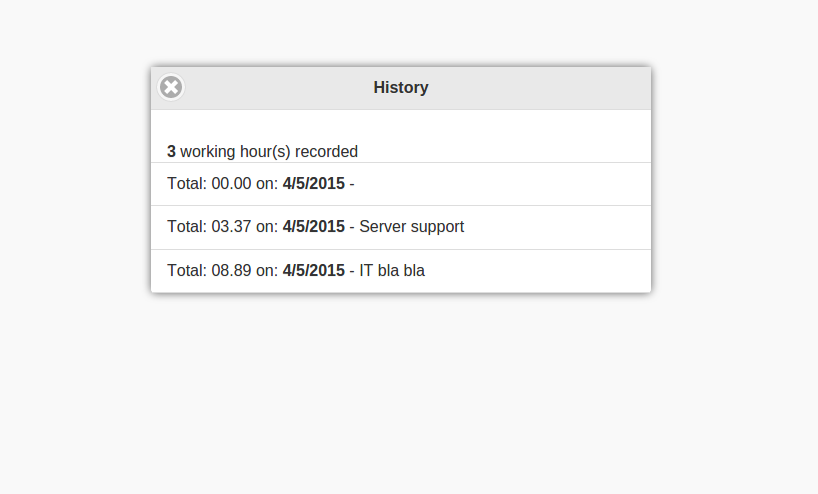 History
3 working hour(s) recorded
Total: 00.00 on: 4/5/2015 -
Total: 03.37 on: 4/5/2015 - Server support
Total: 08.89 on: 4/5/2015 - IT bla bla